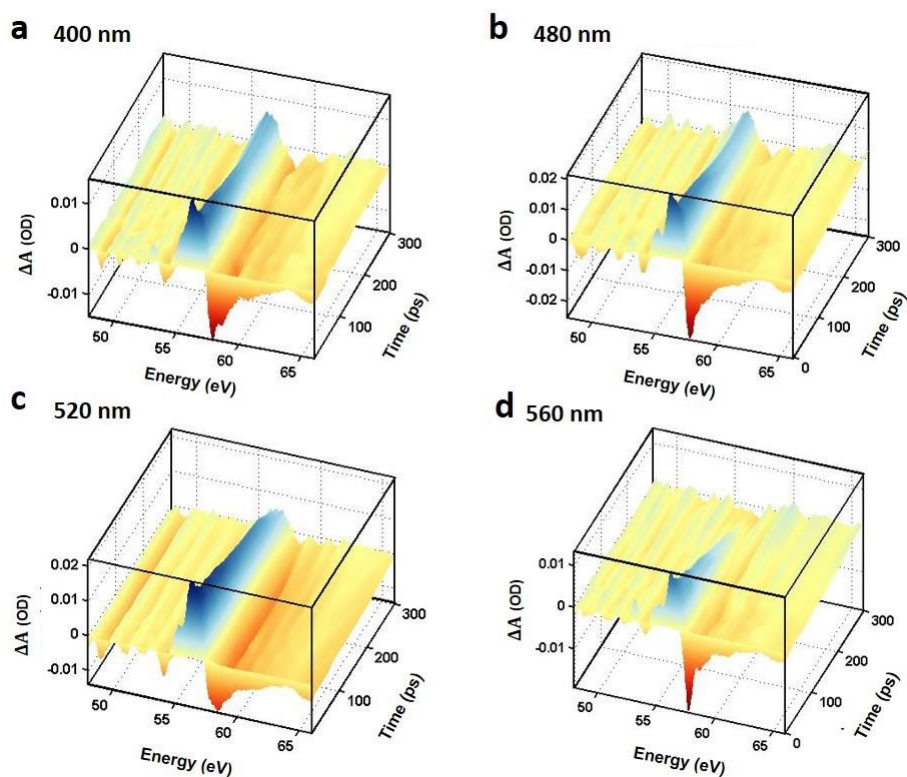 a 400 nm
ΔA (OD)
0.01
0
-0.01
50
55
60
65
Energy (eV)
100
200
300
Time (ps)
b 480 nm
ΔA (OD)
0.02
0.01
0
-0.01
-0.02
50
55
60
65
Energy (eV)
0
100
200
300
Time (ps)
c 520 nm
ΔA (OD)
0.02
0.01
0
-0.01
50
55
60
65
Energy (eV)
100
200
300
Time (ps)
d 560 nm
ΔA (OD)
0.01
0
-0.01
50
55
60
65
Energy (eV)
0
100
200
300
Time (ps)